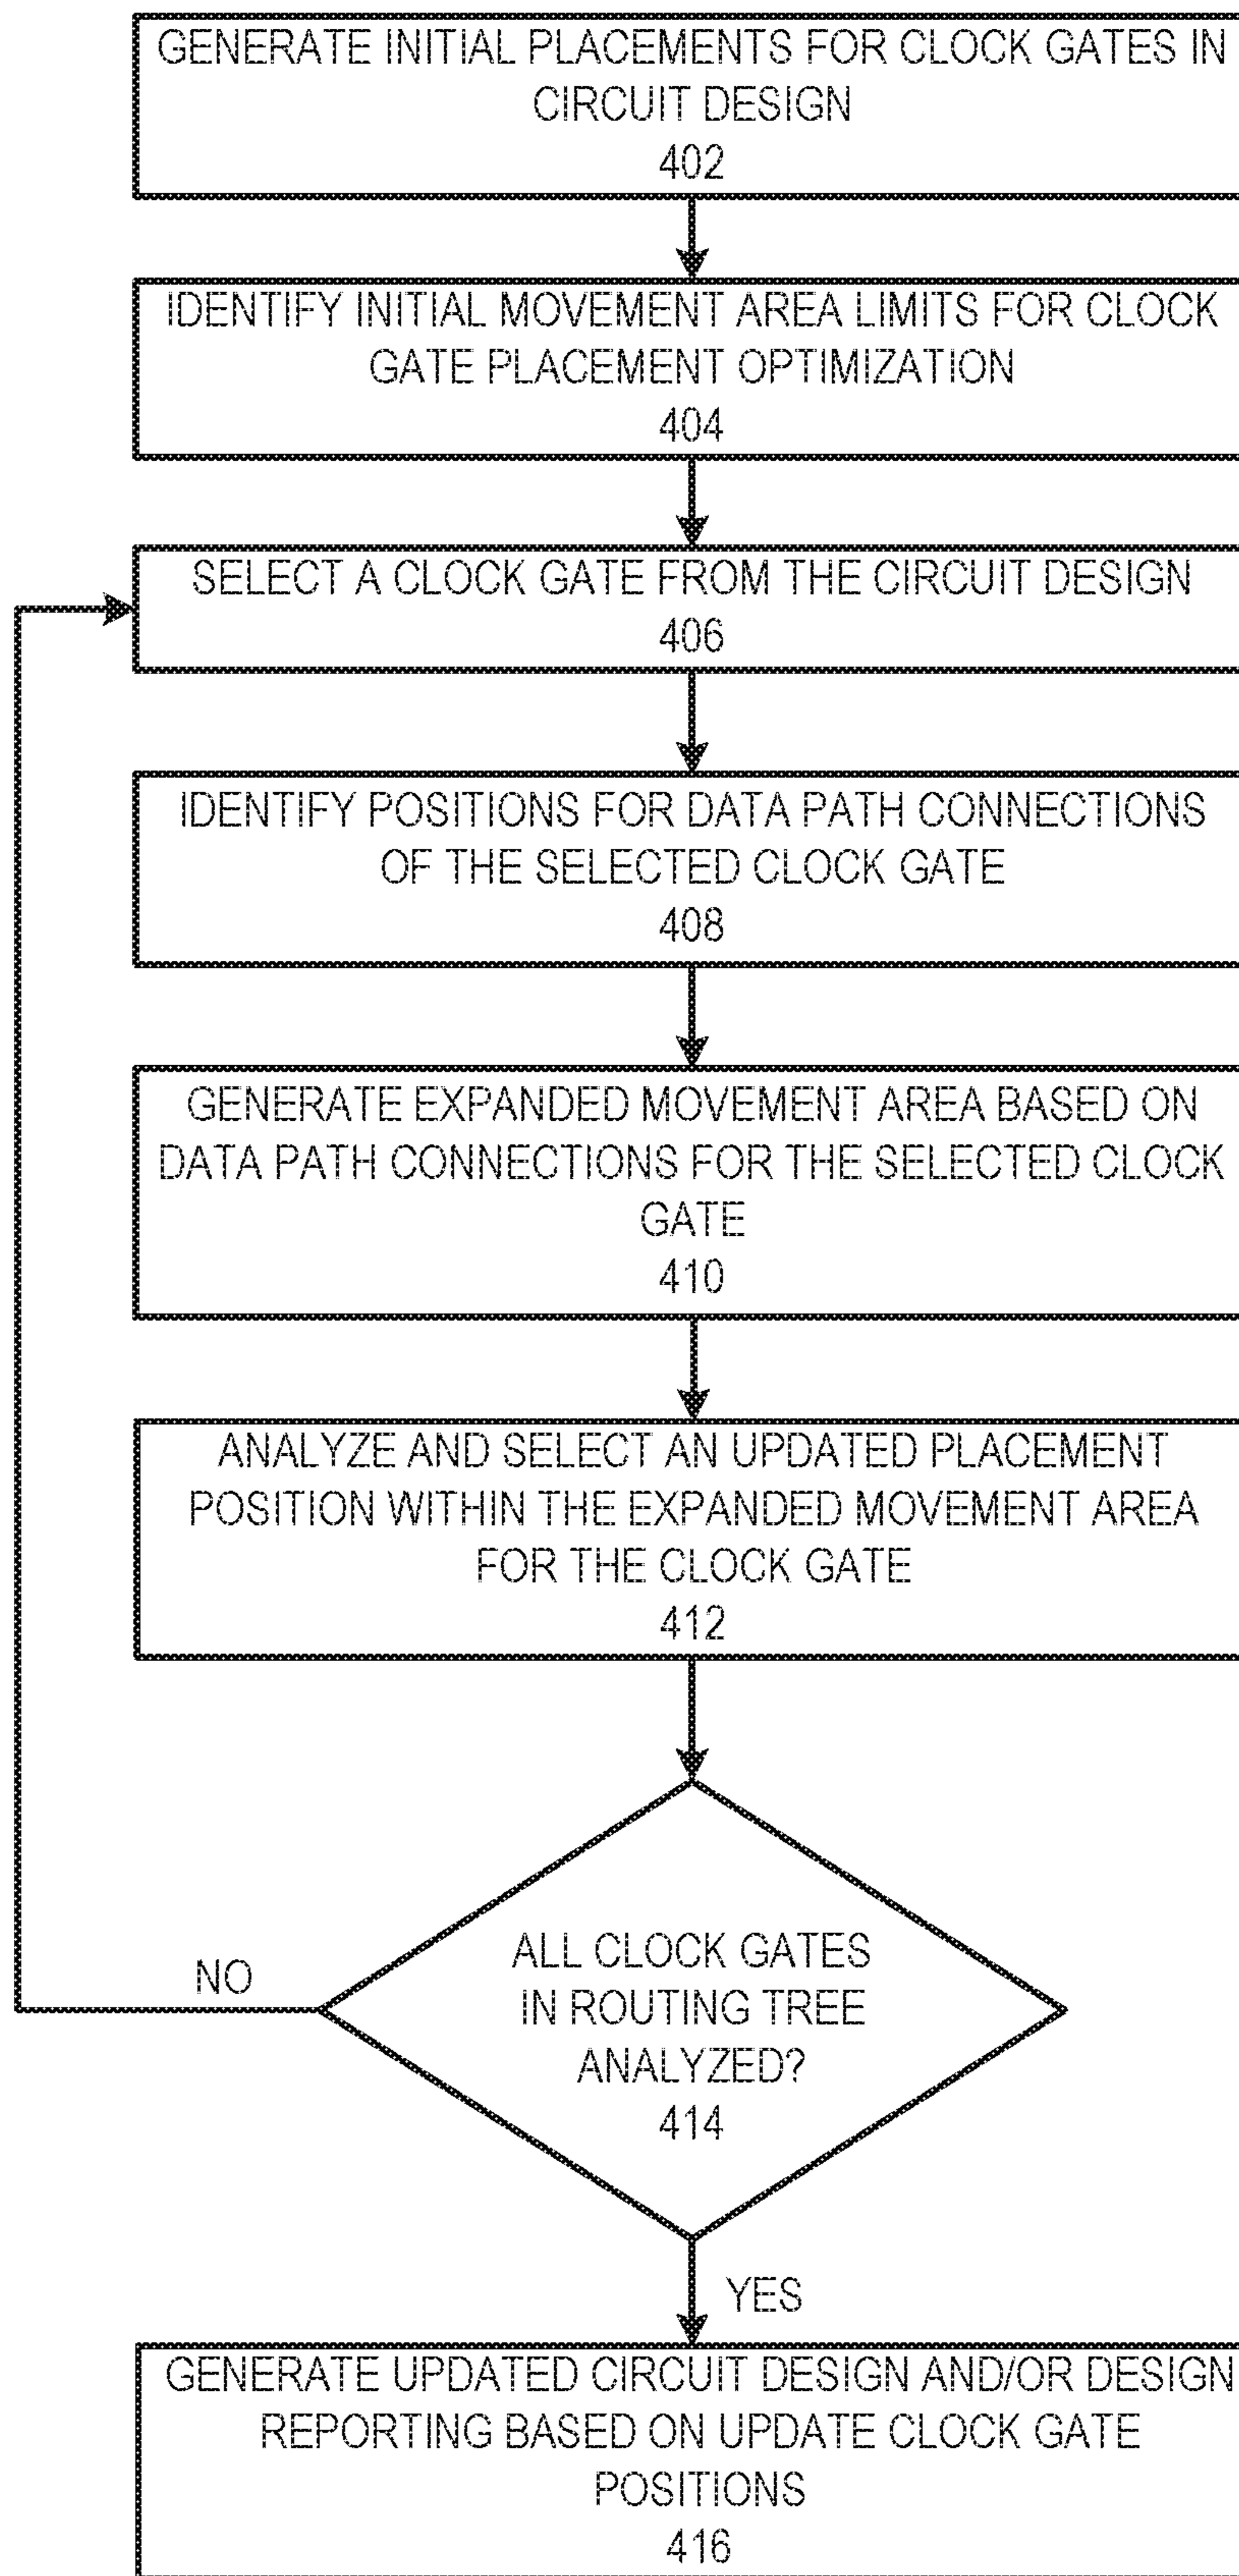 GENERATE INITIAL PLACEMENTS FOR CLOCK GATES IN
CIRCUIT DESIGN
402
IDENTIFY INITIAL MOVEMENT AREA LIMITS FOR CLOCK
GATE PLACEMENT OPTIMIZATION
404
SELECT A CLOCK GATE FROM THE CIRCUIT DESIGN
406
IDENTIFY POSITIONS FOR DATA PATH CONNECTIONS
OF THE SELECTED CLOCK GATE
408
GENERATE EXPANDED MOVEMENT AREA BASED ON
DATA PATH CONNECTIONS FOR THE SELECTED CLOCK
GATE
410
ANALYZE AND SELECT AN UPDATED PLACEMENT
POSITION WITHIN THE EXPANDED MOVEMENT AREA
FOR THE CLOCK GATE
412
ALL CLOCK GATES
NO
IN ROUTING TREE
ANALYZED?
414
YES
GENERATE UPDATED CIRCUIT DESIGN AND/OR DESIGN
REPORTING BASED ON UPDATE CLOCK GATE
POSITIONS
416